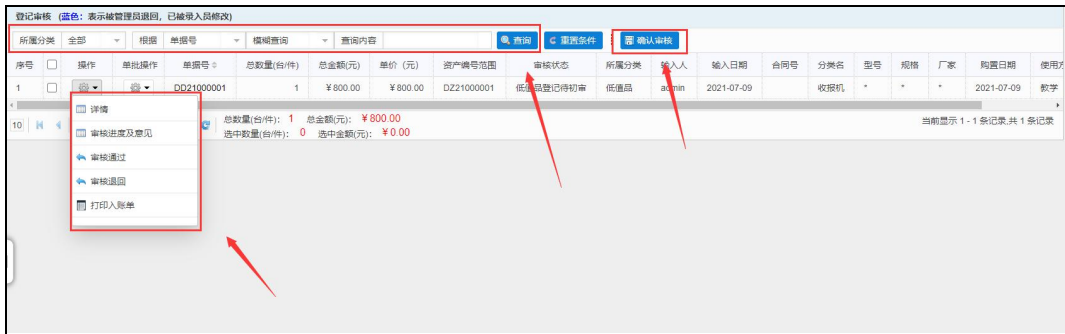 登记审核 (蓝色：表示被管理员退回，已被录入员修改)
所属分类 全部 根据 单据号 模糊查询 查询内容 查询 重置条件 确认审核
序号 操作 单批操作 单据号 总数量(台/件) 总金额(元) 单价（元） 资产编号范围 审核状态 所属分类 输入人 输入日期 合同号 分类名 型号 规格 厂家 购置日期 使用方
1 DD21000001 1 ¥800.00 ¥800.00 DZ21000001 低值品登记待初审 低值品 admin 2021-07-09 收报机 * * * 2021-07-09 教学
详情
10 总数量(台/件): 1 总金额(元): ¥800.00 当前显示 1 - 1 条记录,共 1 条记录
审核进度及意见 选中数量(台/件): 0 选中金额(元): ¥0.00
审核通过
审核退回
打印入账单